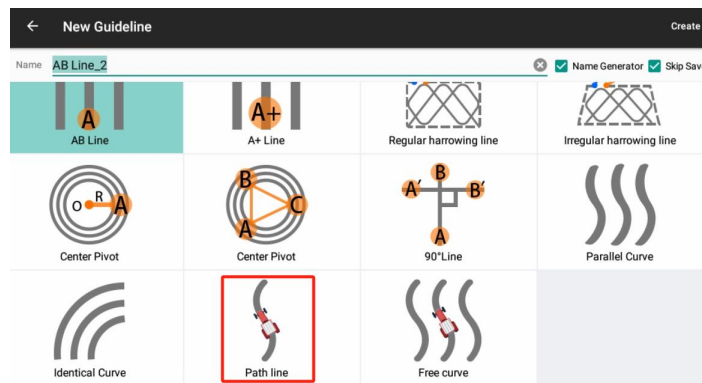 New Guideline
Create
Name AB Line_2 Name Generator Skip Sav
A
A+
AB Line
A+ Line
Regular harrowing line
Irregular harrowing line
O R A
B
C
A
B
A′ B′
A
Center Pivot
Center Pivot
90°Line
Parallel Curve
Identical Curve
Path line
Free curve